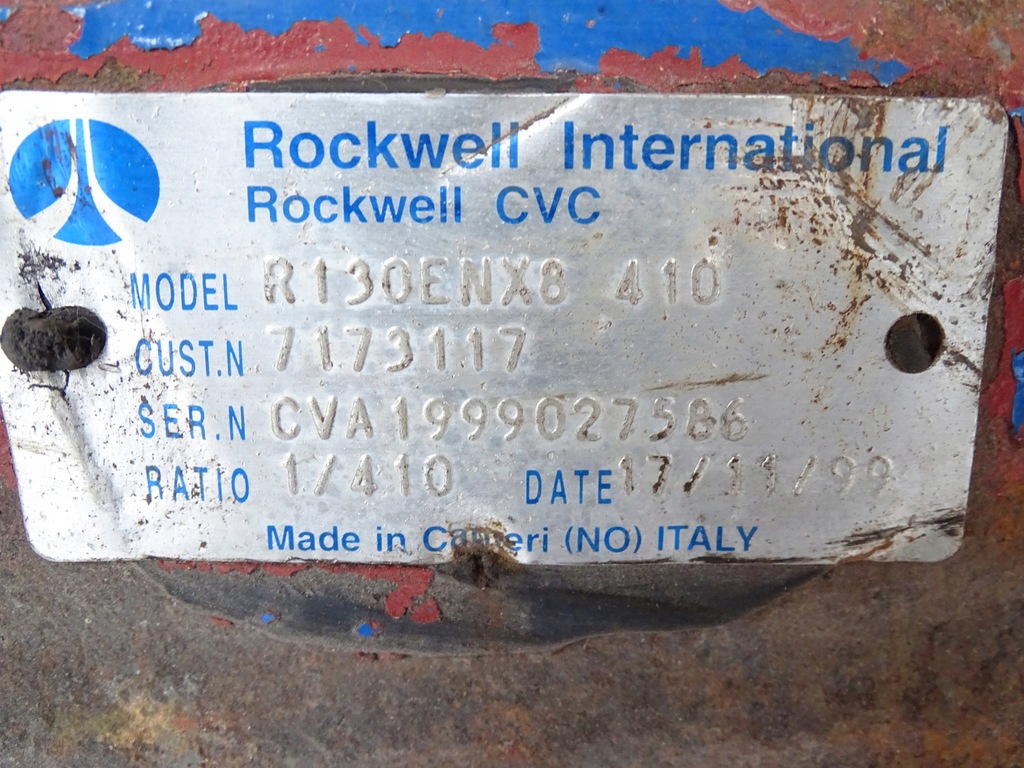 Rockwell International
Rockwell CVC
MODEL R130ENX8 410
CUST.N 7173117
SER.N CVA1999027586
RATIO 1/410 DATE 17/11/99
Made in (NO) ITALY